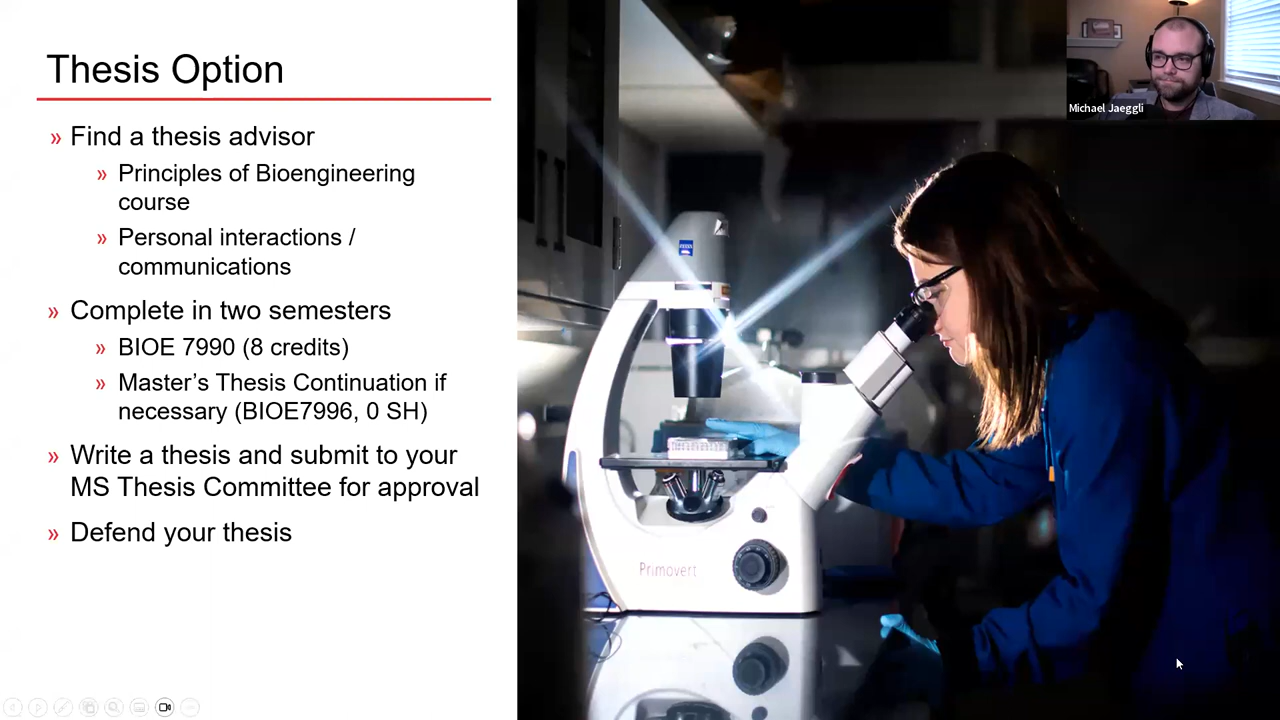 Thesis Option
» Find a thesis advisor
» Principles of Bioengineering
course
» Personal interactions /
communications
» Complete in two semesters
» BIOE 7990 (8 credits)
» Master’s Thesis Continuation if
necessary (BIOE7996, 0 SH)
» Write a thesis and submit to your
MS Thesis Committee for approval
» Defend your thesis
Michael Jaeggli
ZEISS
Primovert